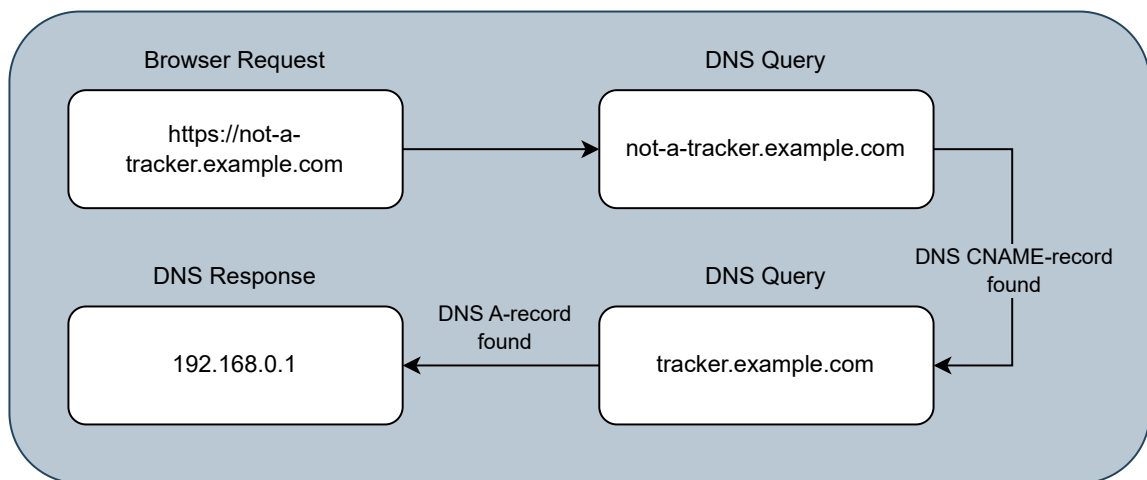 Browser Request
DNS Query
https://not-a-
tracker.example.com
not-a-tracker.example.com
DNS CNAME-record
found
DNS Response
DNS Query
DNS A-record
found
192.168.0.1
tracker.example.com